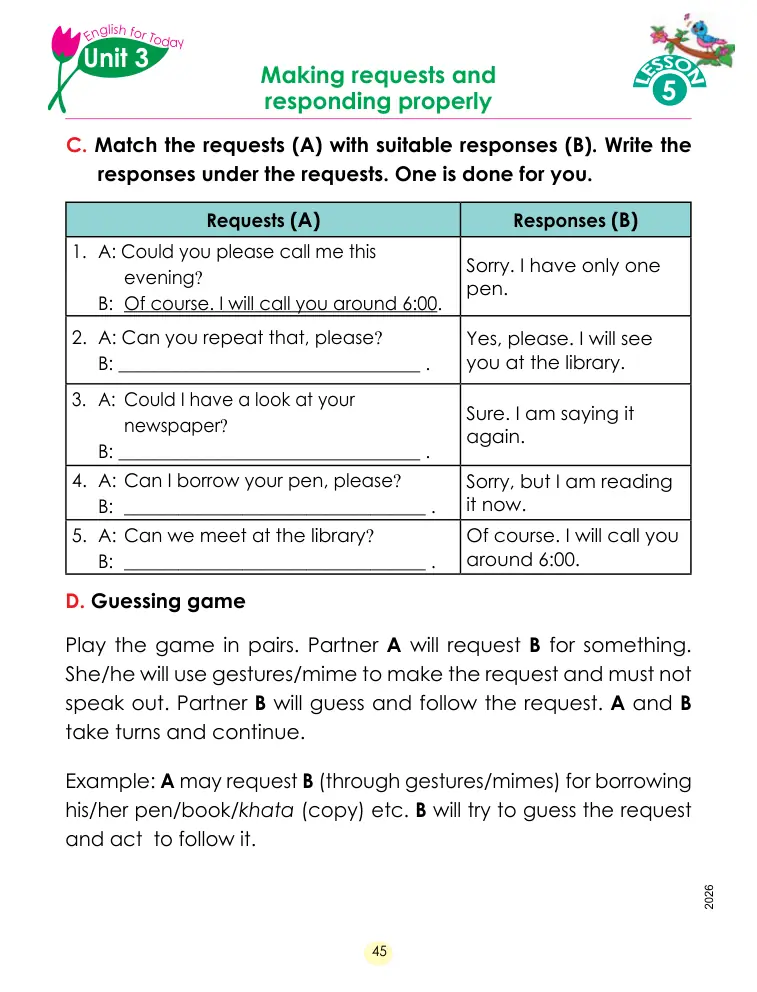 English for Today
Unit 3
Making requests and
responding properly
LESSON
5
C. Match the requests (A) with suitable responses (B). Write the
responses under the requests. One is done for you.
Requests (A)
Responses (B)
1. A: Could you please call me this
evening?
B: Of course. I will call you around 6:00.
Sorry. I have only one
pen.
2. A: Can you repeat that, please?
B: ______________________________ .
Yes, please. I will see
you at the library.
3. A: Could I have a look at your
newspaper?
B: ______________________________ .
Sure. I am saying it
again.
4. A: Can I borrow your pen, please?
B: ______________________________ .
Sorry, but I am reading
it now.
5. A: Can we meet at the library?
B: ______________________________ .
Of course. I will call you
around 6:00.
D. Guessing game
Play the game in pairs. Partner A will request B for something.
She/he will use gestures/mime to make the request and must not
speak out. Partner B will guess and follow the request. A and B
take turns and continue.
Example: A may request B (through gestures/mimes) for borrowing
his/her pen/book/khata (copy) etc. B will try to guess the request
and act to follow it.
2026
45